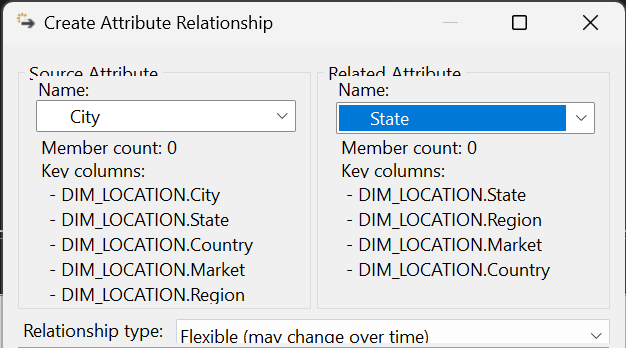 Create Attribute Relationship
Source Attribute
Name:
City
Member count: 0
Key columns:
- DIM_LOCATION.City
- DIM_LOCATION.State
- DIM_LOCATION.Country
- DIM_LOCATION.Market
- DIM_LOCATION.Region
Related Attribute
Name:
State
Member count: 0
Key columns:
- DIM_LOCATION.State
- DIM_LOCATION.Region
- DIM_LOCATION.Market
- DIM_LOCATION.Country
Relationship type: Flexible (may change over time)